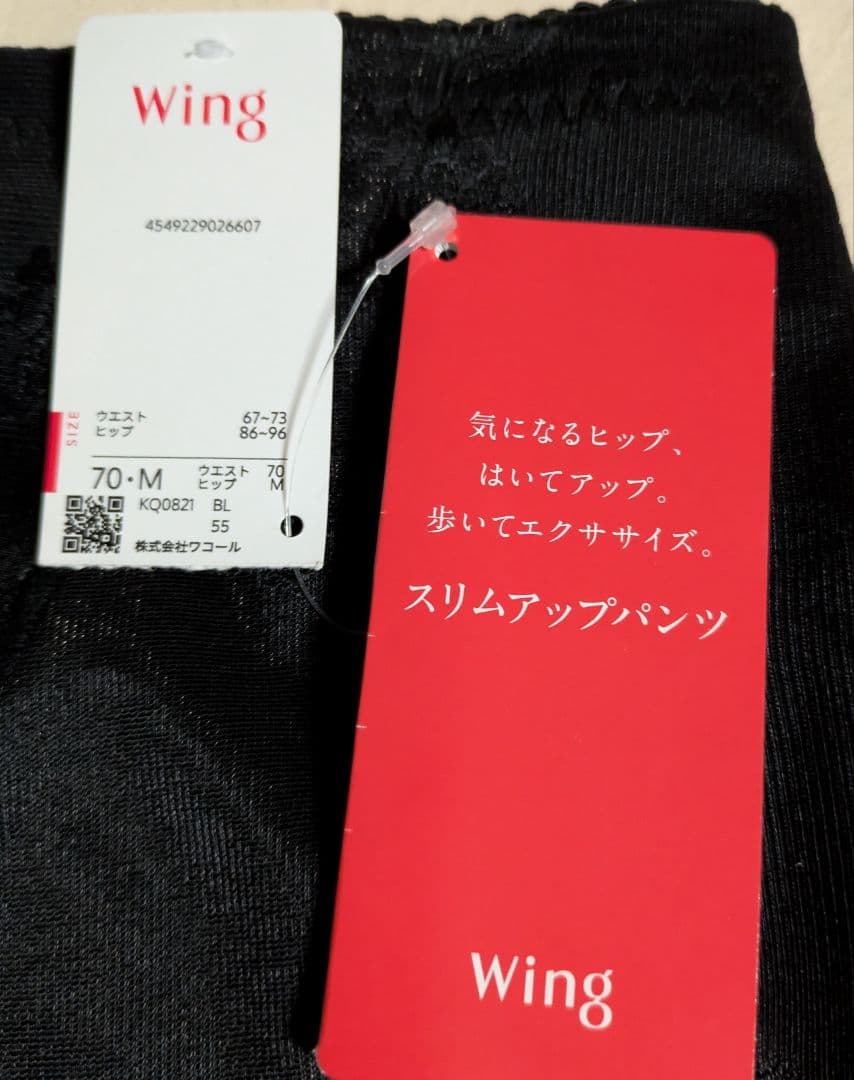 Wing
4549229026607
SIZE
ウエスト 67~73
ヒップ 86~96
70・M ウエスト 70
ヒップ M
KQ0821 BL
55
株式会社ワコール
気になるヒップ、
はいてアップ。
歩いてエクササイズ。
スリムアップパンツ
Wing